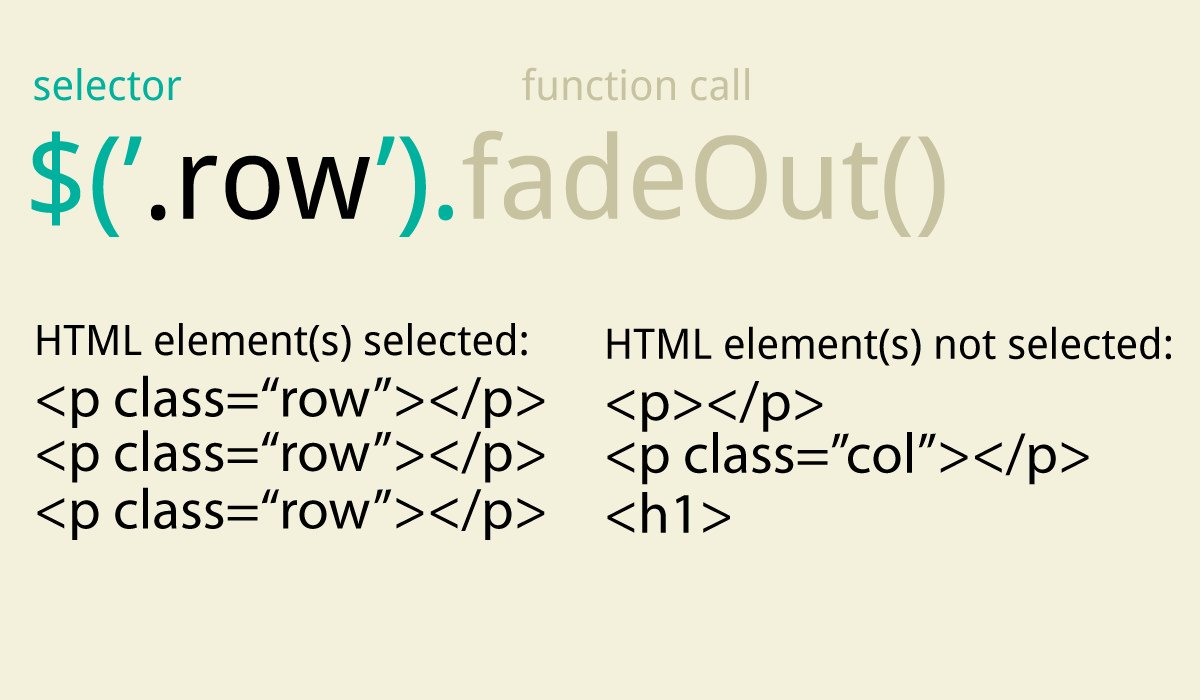 selector
function call
$(’.row’).fadeOut()
HTML element(s) selected:
<p class=“row”></p>
<p class=“row”></p>
<p class=“row”></p>
HTML element(s) not selected:
<p></p>
<p class=”col”></p>
<h1>